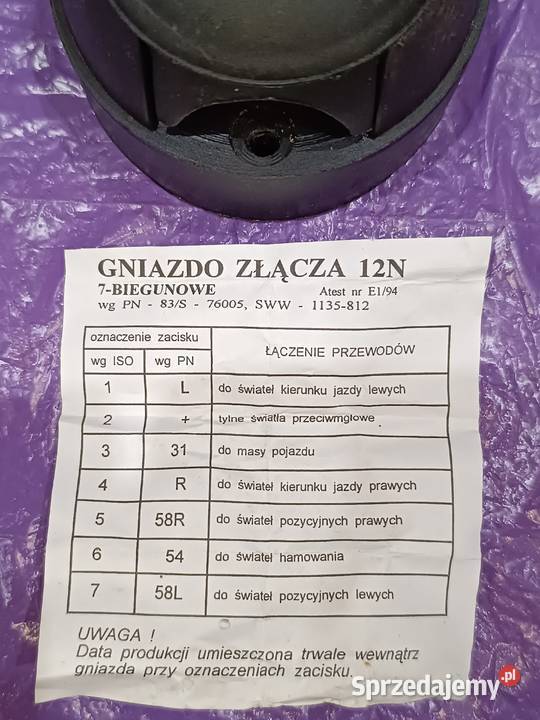 GNIAZDO ZŁĄCZA 12N
7-BIEGUNOWE Atest nr E1/94
wg PN - 83/S - 76005, SWW - 1135-812
oznaczenie zacisku ŁĄCZENIE PRZEWODÓW
wg ISO wg PN
1 L do świateł kierunku jazdy lewych
2 + tylne światła przeciwmgłowe
3 31 do masy pojazdu
4 R do świateł kierunku jazdy prawych
5 58R do świateł pozycyjnych prawych
6 54 do świateł hamowania
7 58L do świateł pozycyjnych lewych
UWAGA !
Data produkcji umieszczona trwale wewnątrz
gniazda przy oznaczeniach zacisku.
Sprzedajemy.pl